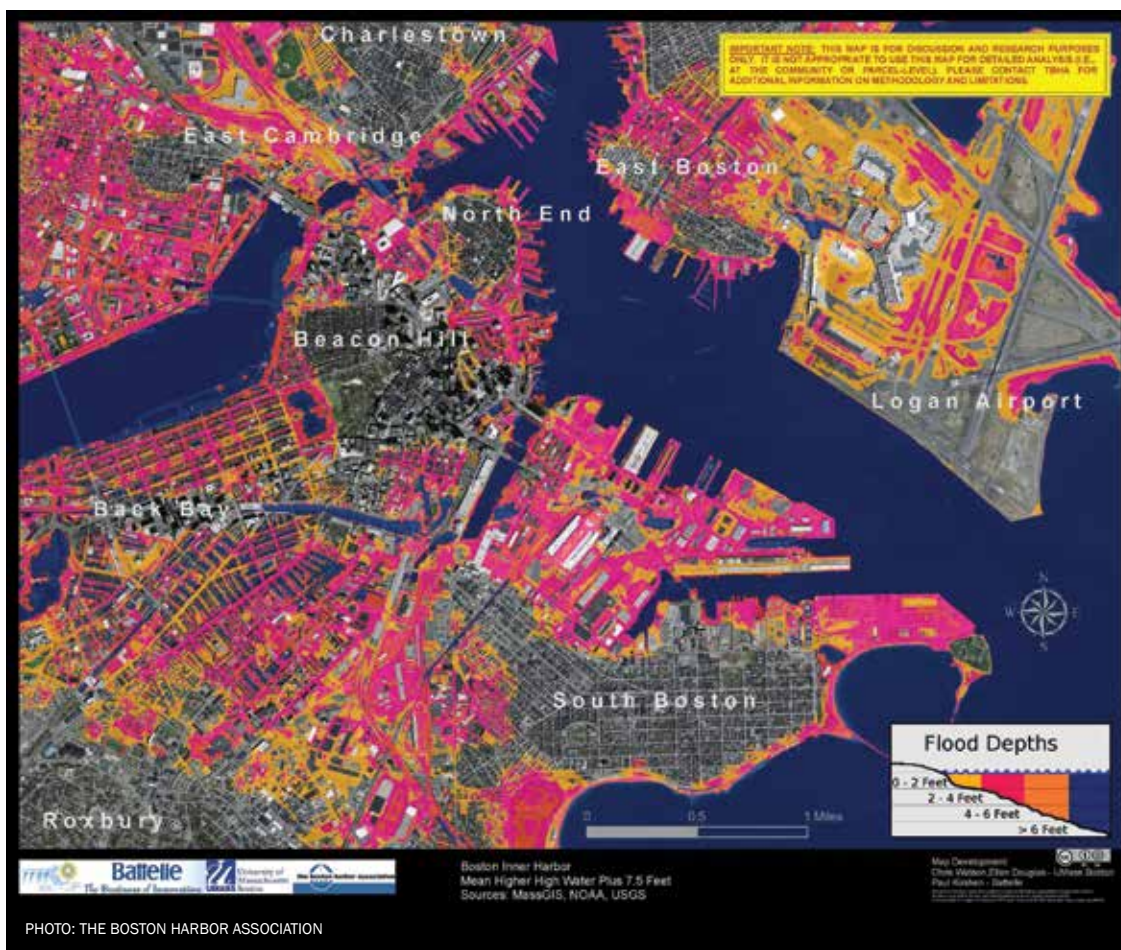 Charlestown
IMPORTANT NOTE: THIS MAP IS FOR DISCUSSION AND RESEARCH PURPOSES
ONLY. IT IS NOT APPROPRIATE TO USE THIS MAP FOR DETAILED ANALYSIS (I.E.,
AT THE COMMUNITY OR PARCEL-LEVEL). PLEASE CONTACT TBHA FOR
ADDITIONAL INFORMATION ON METHODOLOGY AND LIMITATIONS.
East Cambridge
East Boston
North End
Beacon Hill
Logan Airport
Back Bay
N
W E
S
South Boston
Flood Depths
0 - 2 Feet
2 - 4 Feet
4 - 6 Feet
> 6 Feet
0 0.5 1 Miles
Roxbury
Battelle
The Business of Innovation
UMASS
University of
Massachusetts
Boston
the boston harbor association
Boston Inner Harbor
Mean Higher High Water Plus 7.5 Feet
Sources: MassGIS, NOAA, USGS
Map Development
Chris Watson, Ellen Douglas - UMass Boston
Paul Kirshen - Battelle
PHOTO: THE BOSTON HARBOR ASSOCIATION